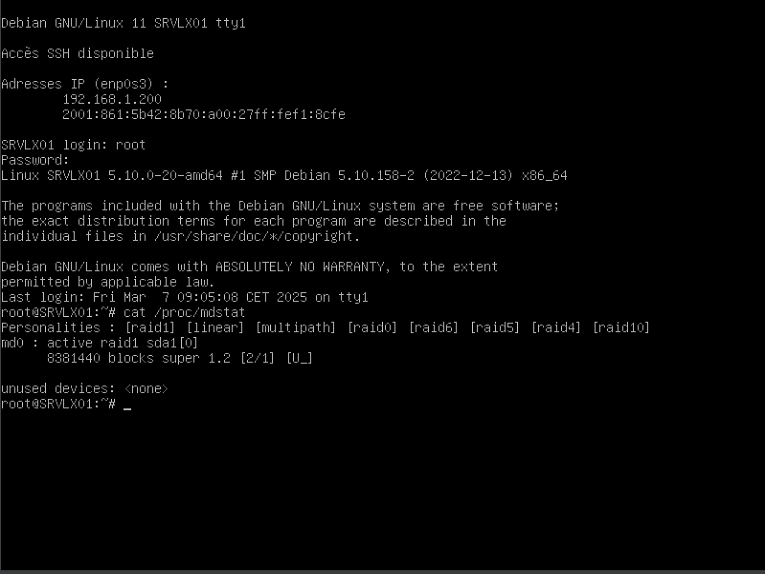 Debian GNU/Linux 11 SRVLX01 tty1
Accès SSH disponible
Adresses IP (enp0s3) :
192.168.1.200
2001:861:5b42:8b70:a00:27ff:fef1:8cfe
SRVLX01 login: root
Password:
Linux SRVLX01 5.10.0-20-amd64 #1 SMP Debian 5.10.158-2 (2022-12-13) x86_64
The programs included with the Debian GNU/Linux system are free software;
the exact distribution terms for each program are described in the
individual files in /usr/share/doc/*/copyright.
Debian GNU/Linux comes with ABSOLUTELY NO WARRANTY, to the extent
permitted by applicable law.
Last login: Fri Mar  7 09:05:08 CET 2025 on tty1
root@SRVLX01:~# cat /proc/mdstat
Personalities : [raid1] [linear] [multipath] [raid0] [raid6] [raid5] [raid4] [raid10]
md0 : active raid1 sda1[0]
8381440 blocks super 1.2 [2/1] [U_]
unused devices: <none>
root@SRVLX01:~# _